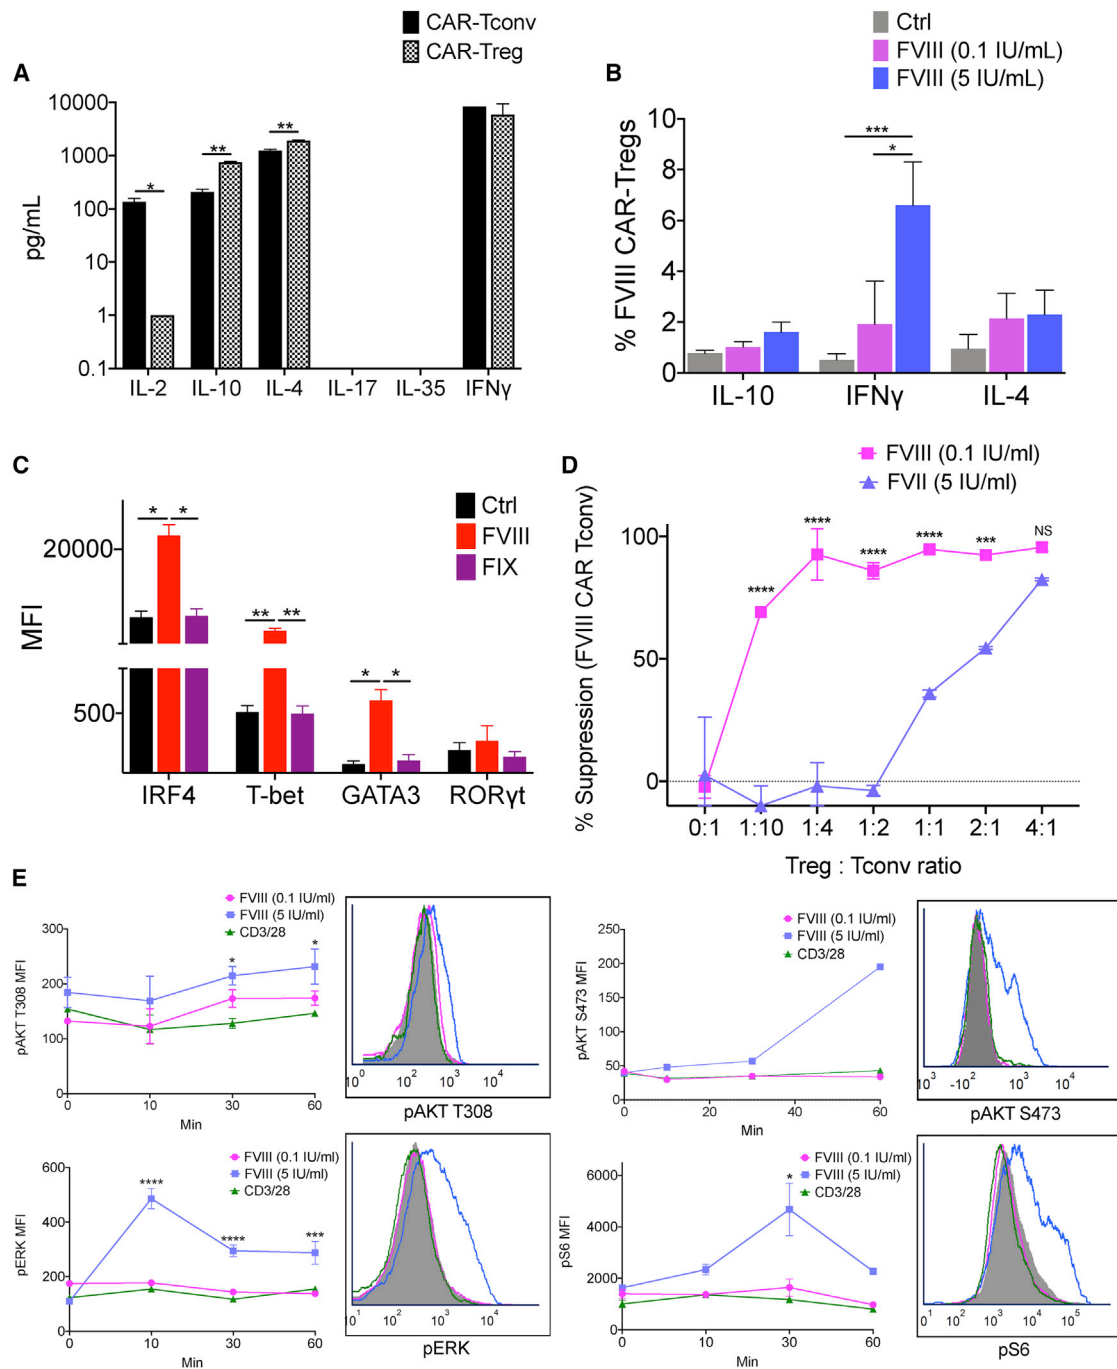 CAR-Tconv
CAR-Treg
A
**
**
*
10000
1000
100
10
1
0.1
pg/mL
IL-2 IL-10 IL-4 IL-17 IL-35 IFNγ
Ctrl
FVIII (0.1 IU/mL)
FVIII (5 IU/mL)
B
***
*
10
8
6
4
2
0
% FVIII CAR-Tregs
IL-10 IFNγ IL-4
C
Ctrl
FVIII
FIX
* *
** **
* *
20000
500
MFI
IRF4 T-bet GATA3 RORγt
D
FVIII (0.1 IU/ml)
FVII (5 IU/ml)
**** **** **** **** *** NS
100
50
0
% Suppression (FVIII CAR Tconv)
0:1 1:10 1:4 1:2 1:1 2:1 4:1
Treg : Tconv ratio
E
FVIII (0.1 IU/ml)
FVIII (5 IU/ml)
CD3/28
* *
300
200
100
0
pAKT T308 MFI
0 10 30 60
Min
10 0 10 2 10 3 10 4
pAKT T308
FVIII (0.1 IU/ml)
FVIII (5 IU/ml)
CD3/28
250
200
150
100
50
0
pAKT S473 MFI
0 20 40 60
Min
-10 3 -10 2 10 3 10 4
pAKT S473
FVIII (0.1 IU/ml)
FVIII (5 IU/ml)
CD3/28
**** **** ***
600
400
200
0
pERK MFI
0 10 30 60
Min
10 1 10 2 10 3 10 4
pERK
FVIII (0.1 IU/ml)
FVIII (5 IU/ml)
CD3/28
*
6000
4000
2000
0
pS6 MFI
0 10 30 60
Min
10 1 10 2 10 3 10 4 10 5
pS6